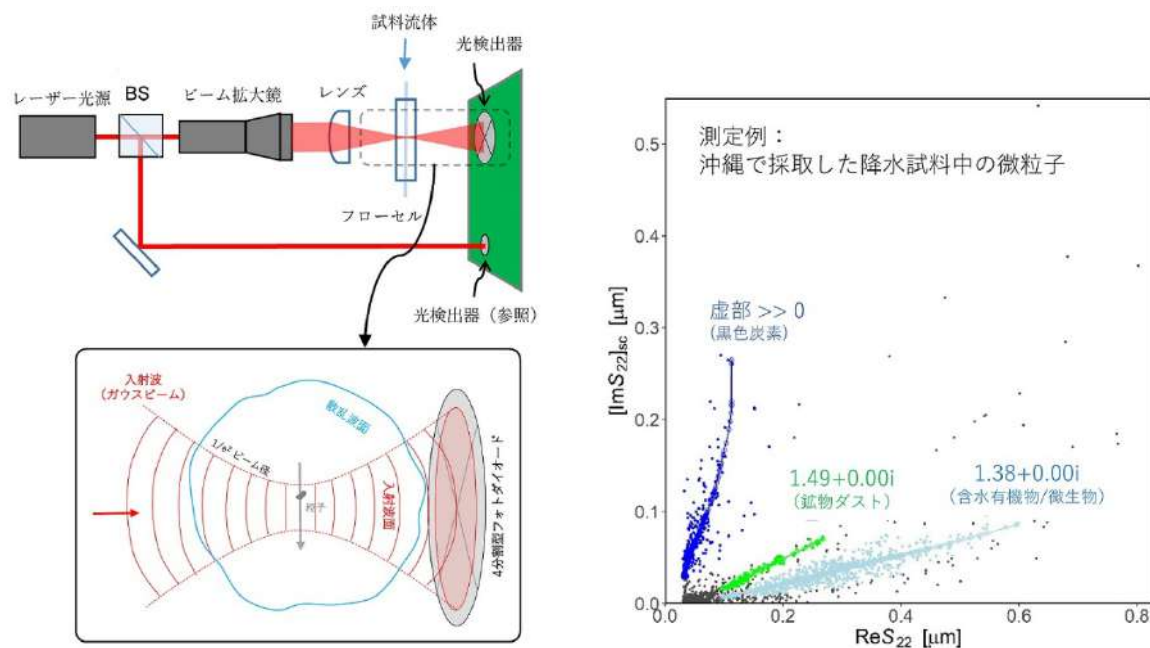 試料流体
光検出器
レーザー光源
BS
ビーム拡大鏡
レンズ
フローセル
光検出器（参照）
入射波
（ガウスビーム）
散乱波面
1/e² ビーム径
粒子
入射波面
4分割型フォトダイオード
測定例：
沖縄で採取した降水試料中の微粒子
虚部 >> 0
(黒色炭素)
1.49+0.00i
(鉱物ダスト)
1.38+0.00i
(含水有機物/微生物)
[ImS₂₂]sc [μm]
0.5
0.4
0.3
0.2
0.1
0.0
0.0 0.2 0.4 0.6 0.8
ReS₂₂ [μm]